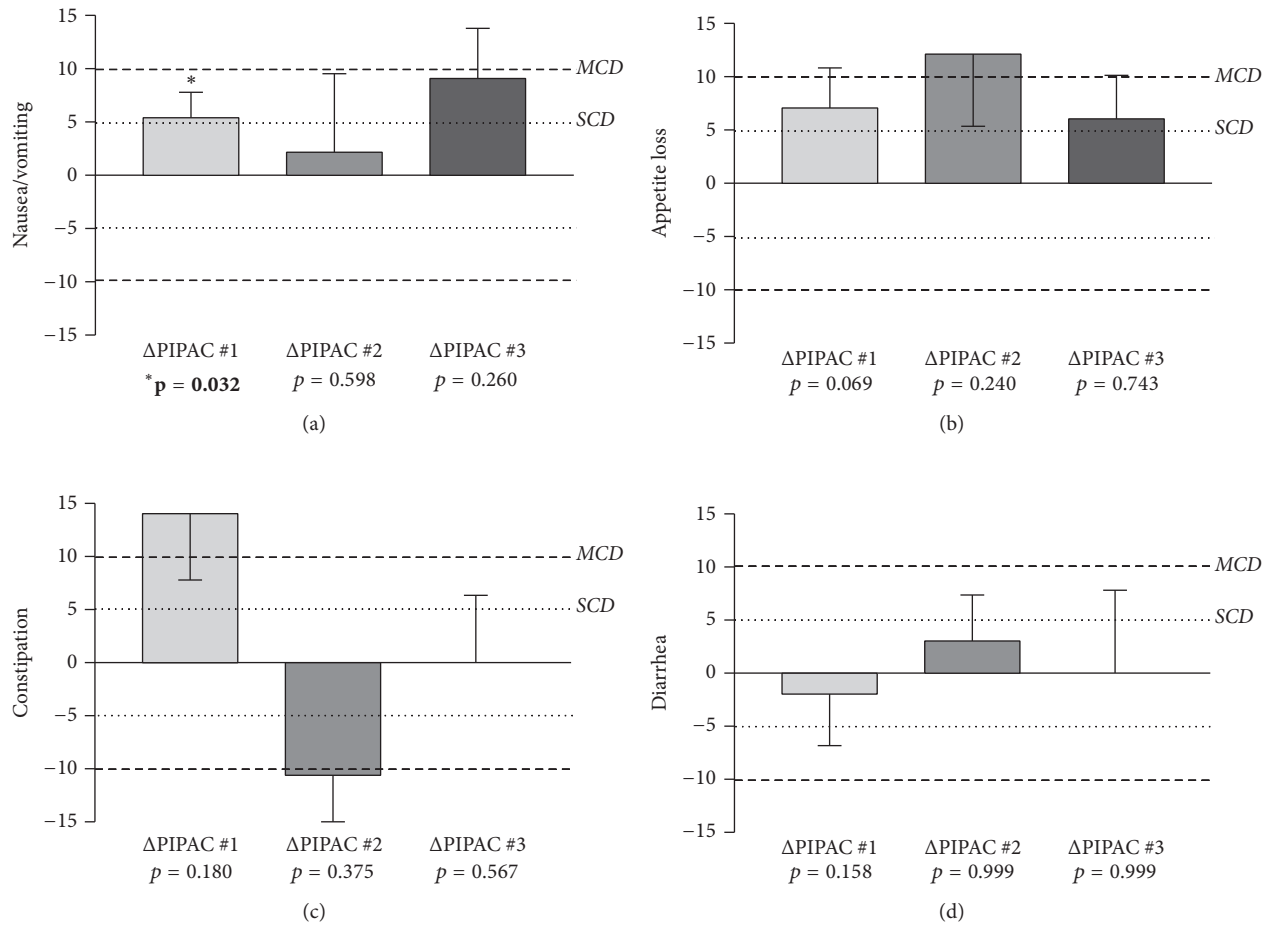 Nausea/vomiting
15
10
5
0
−5
−10
−15
MCD
SCD
*
ΔPIPAC #1 ΔPIPAC #2 ΔPIPAC #3
*p = 0.032 p = 0.598 p = 0.260
(a)
Appetite loss
15
10
5
0
−5
−10
−15
MCD
SCD
ΔPIPAC #1 ΔPIPAC #2 ΔPIPAC #3
p = 0.069 p = 0.240 p = 0.743
(b)
Constipation
15
10
5
0
−5
−10
−15
MCD
SCD
ΔPIPAC #1 ΔPIPAC #2 ΔPIPAC #3
p = 0.180 p = 0.375 p = 0.567
(c)
Diarrhea
15
10
5
0
−5
−10
−15
MCD
SCD
ΔPIPAC #1 ΔPIPAC #2 ΔPIPAC #3
p = 0.158 p = 0.999 p = 0.999
(d)